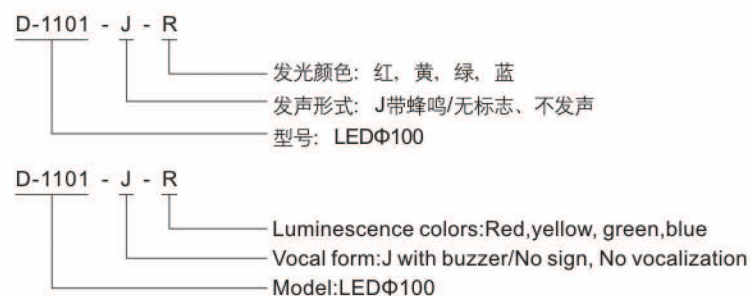 D-1101 - J - R
发光颜色: 红, 黄, 绿, 蓝
发声形式: J带蜂鸣/无标志、不发声
型号: LEDΦ100
D-1101 - J - R
Luminescence colors:Red,yellow, green,blue
Vocal form:J with buzzer/No sign, No vocalization
Model:LEDΦ100